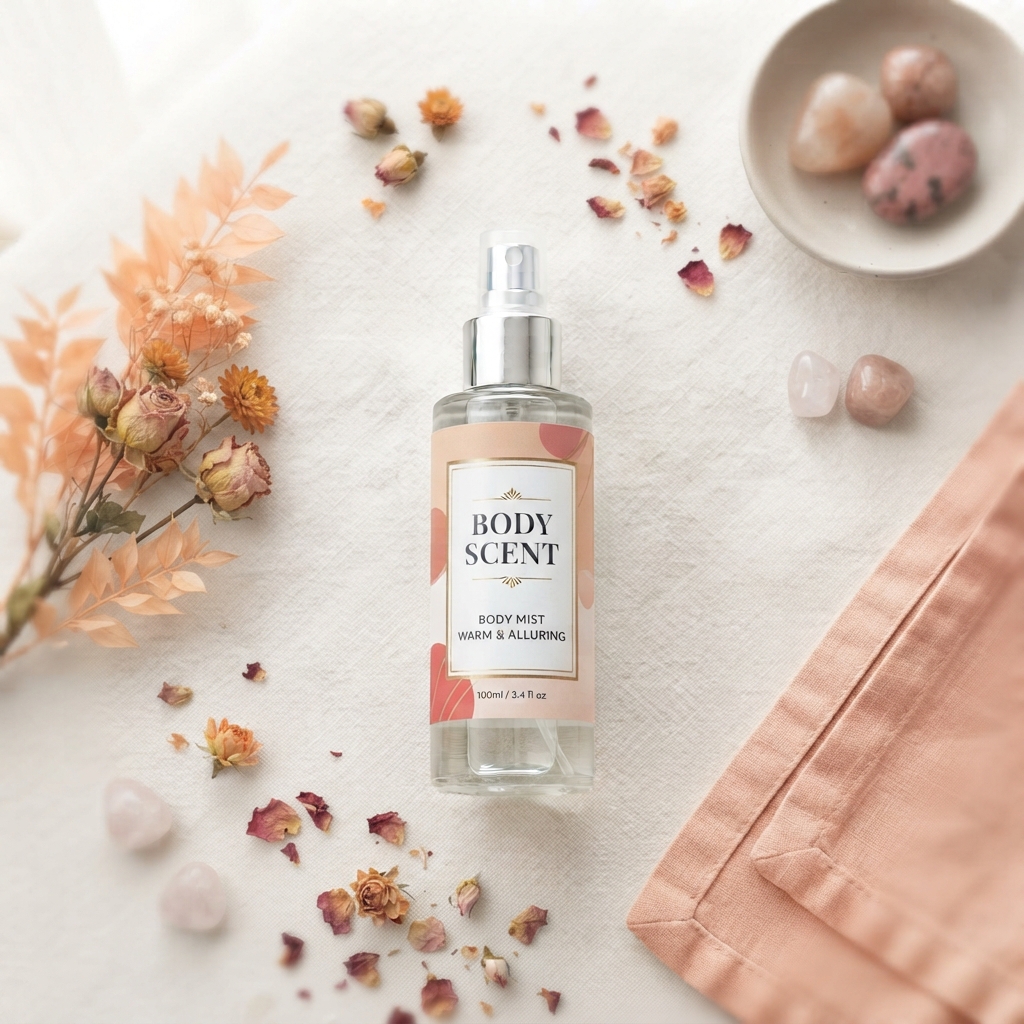 BODY
SCENT
BODY MIST
WARM & ALLURING
100ml / 3.4 fl oz